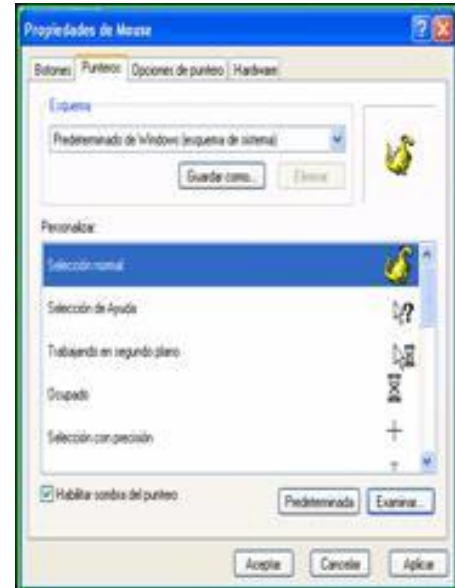 Propiedades de Mouse
Botones Punteros Opciones de puntero Hardware
Esquema
Predeterminado de Windows (esquema de sistema)
Guardar como... Eliminar
Personalizar:
Selección normal
Selección de Ayuda
Trabajando en segundo plano
Ocupado
Selección con precisión
Habilitar sombra del puntero
Predeterminada Examinar...
Aceptar Cancelar Aplicar